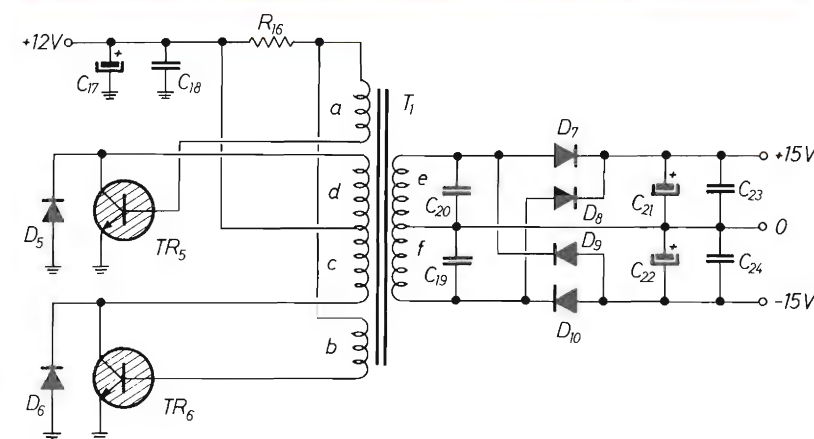 R16
+12V
+
C17
C18
a
T1
D7
+15V
d
e
D8
+
C20
C21
C23
D5
TR5
0
f
D9
+
c
C19
C22
C24
-15V
b
D10
D6
TR6